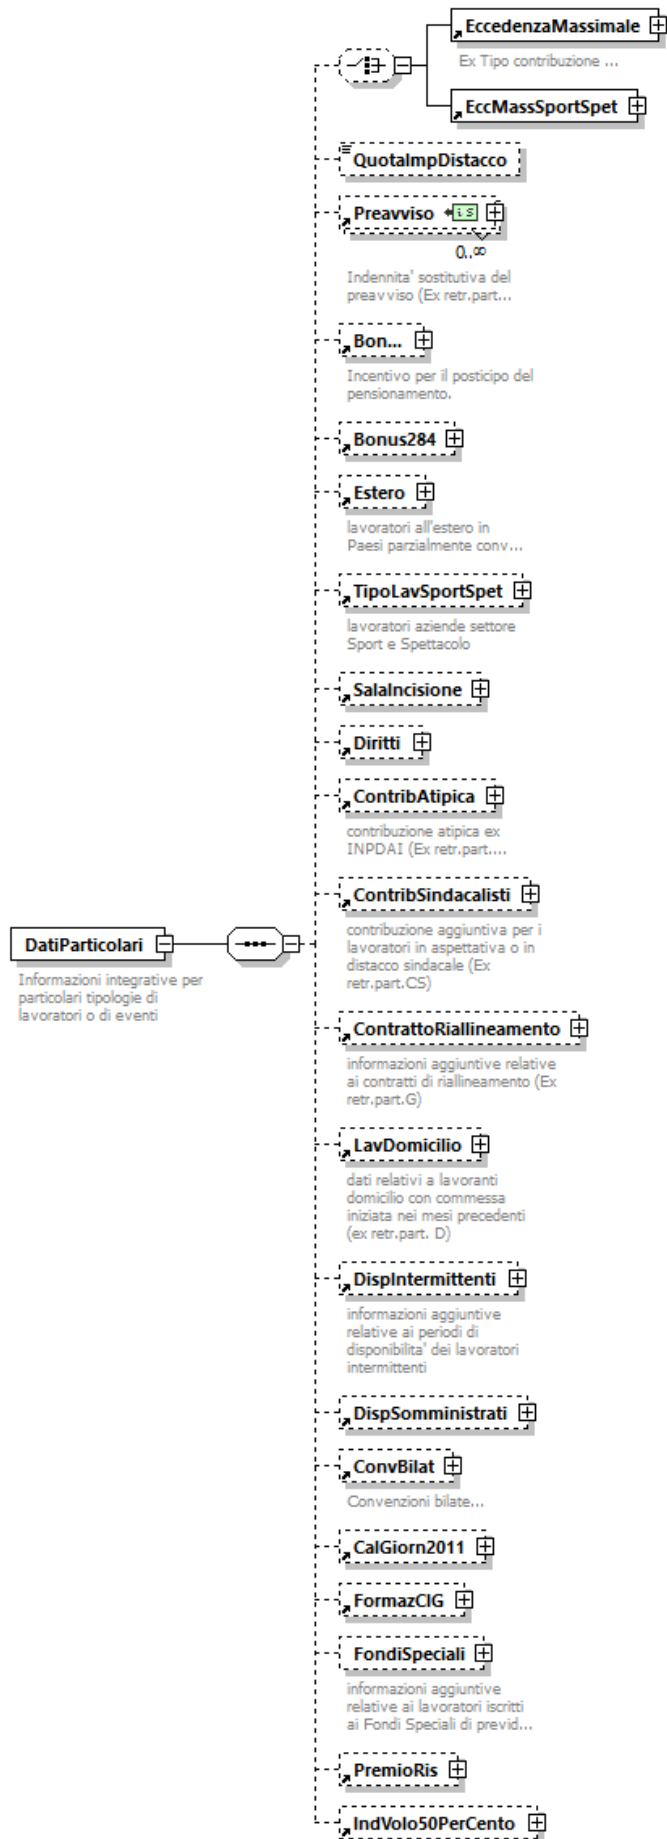 EccedenzaMassimale
Ex Tipo contribuzione ...
EccMassSportSpet
QuotaImpDistacco
Preavviso
is
0..∞
Indennita' sostitutiva del
preavviso (Ex retr.part...
Bon...
Incentivo per il posticipo del
pensionamento.
Bonus284
Estero
lavoratori all'estero in
Paesi parzialmente conv...
TipoLavSportSpet
lavoratori aziende settore
Sport e Spettacolo
SalaIncisione
Diritti
ContribAtipica
contribuzione atipica ex
INPDAI (Ex retr.part....
ContribSindacalisti
contribuzione aggiuntiva per i
lavoratori in aspettativa o in
distacco sindacale (Ex
retr.part.CS)
DatiParticolari
Informazioni integrative per
particolari tipologie di
lavoratori o di eventi
ContrattoRiallineamento
informazioni aggiuntive relative
ai contratti di riallineamento (Ex
retr.part.G)
LavDomicilio
dati relativi a lavoranti
domicilio con commessa
iniziata nei mesi precedenti
(ex retr.part. D)
DispIntermittenti
informazioni aggiuntive
relative ai periodi di
disponibilita' dei lavoratori
intermittenti
DispSomministrati
ConvBilat
Convenzioni bilate...
CalGiorn2011
FormazCIG
FondiSpeciali
informazioni aggiuntive
relative ai lavoratori iscritti
ai Fondi Speciali di previd...
PremioRis
IndVolo50PerCento